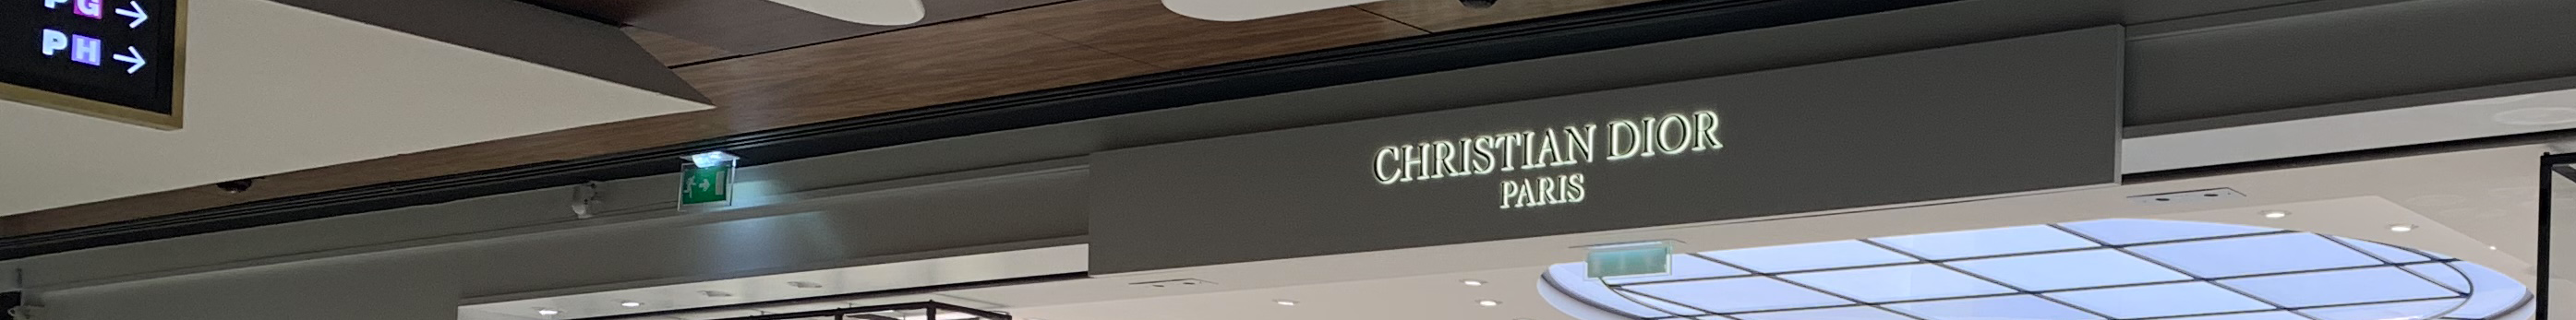 PG →
PH →
CHRISTIAN DIOR
PARIS